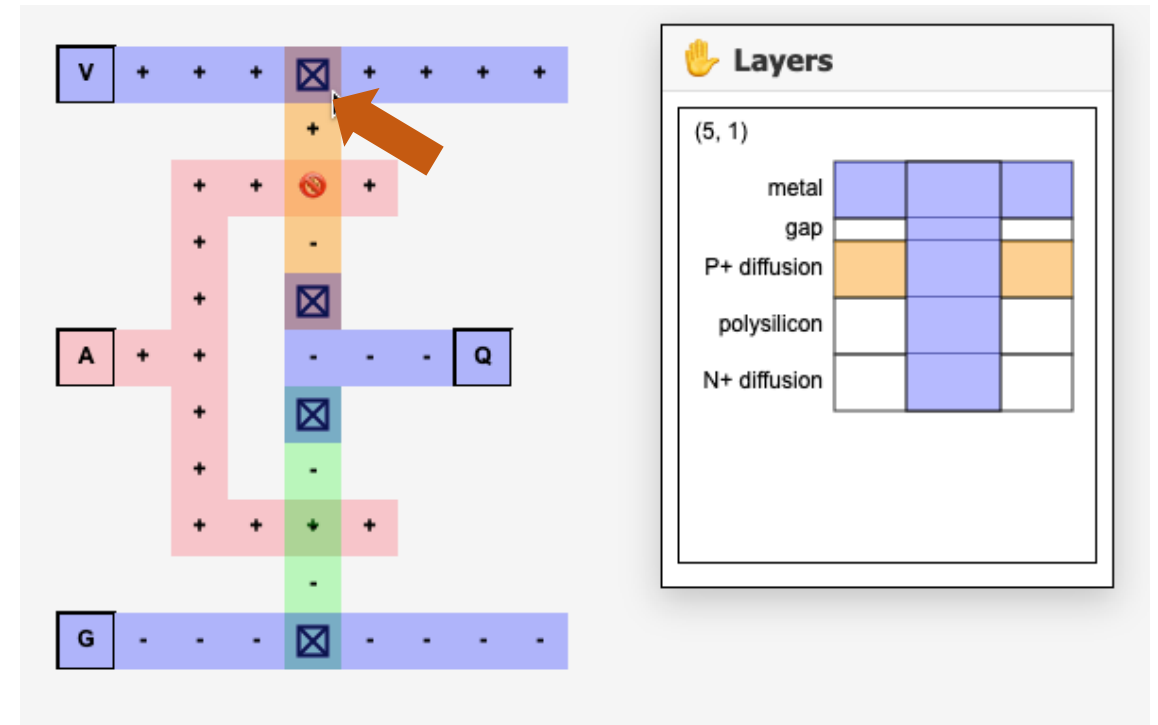 V + + + + + + +
+
+ + +
+ -
+
A + + - - - Q
+
+ -
+ + + +
-
G - - - - - - -
Layers
(5, 1)
metal
gap
P+ diffusion
polysilicon
N+ diffusion